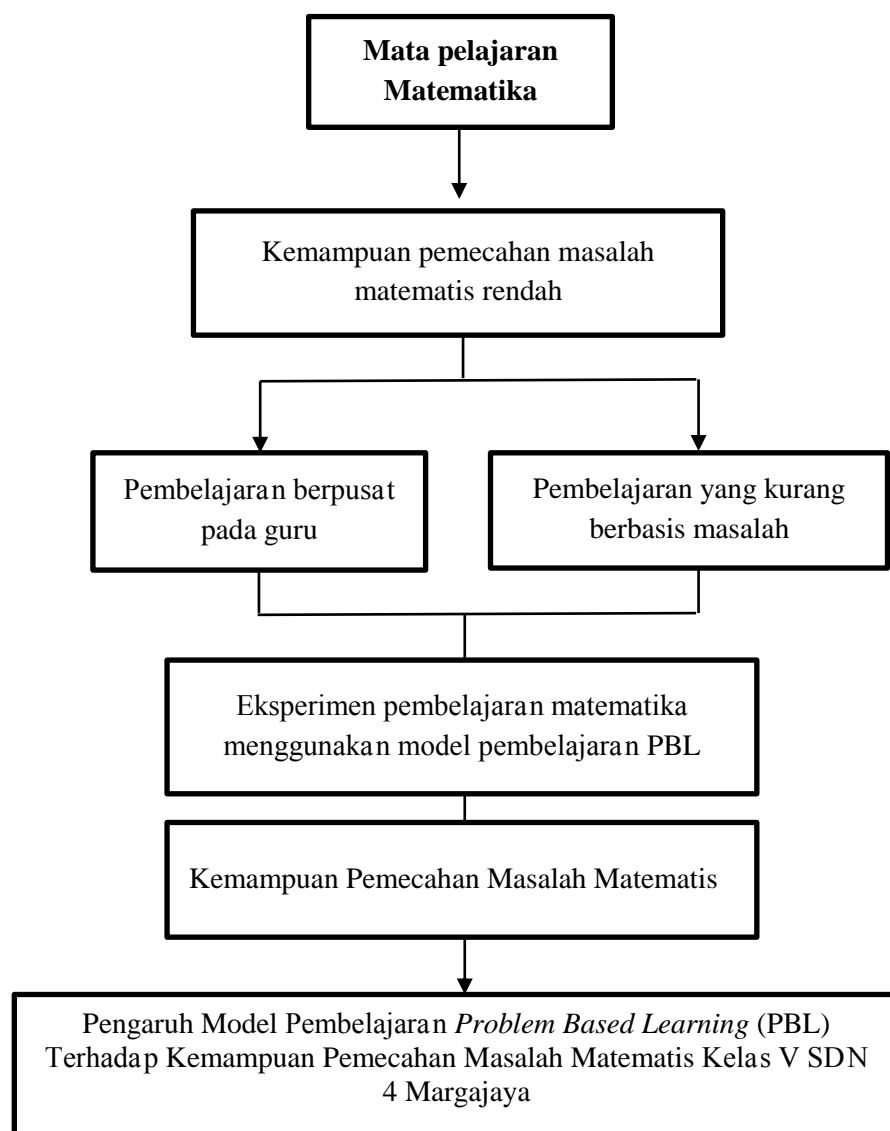 Mata pelajaran
Matematika
Kemampuan pemecahan masalah
matematis rendah
Pembelajaran berpusat
pada guru
Pembelajaran yang kurang
berbasis masalah
Eksperimen pembelajaran matematika
menggunakan model pembelajaran PBL
Kemampuan Pemecahan Masalah Matematis
Pengaruh Model Pembelajaran Problem Based Learning (PBL)
Terhadap Kemampuan Pemecahan Masalah Matematis Kelas V SDN
4 Margajaya